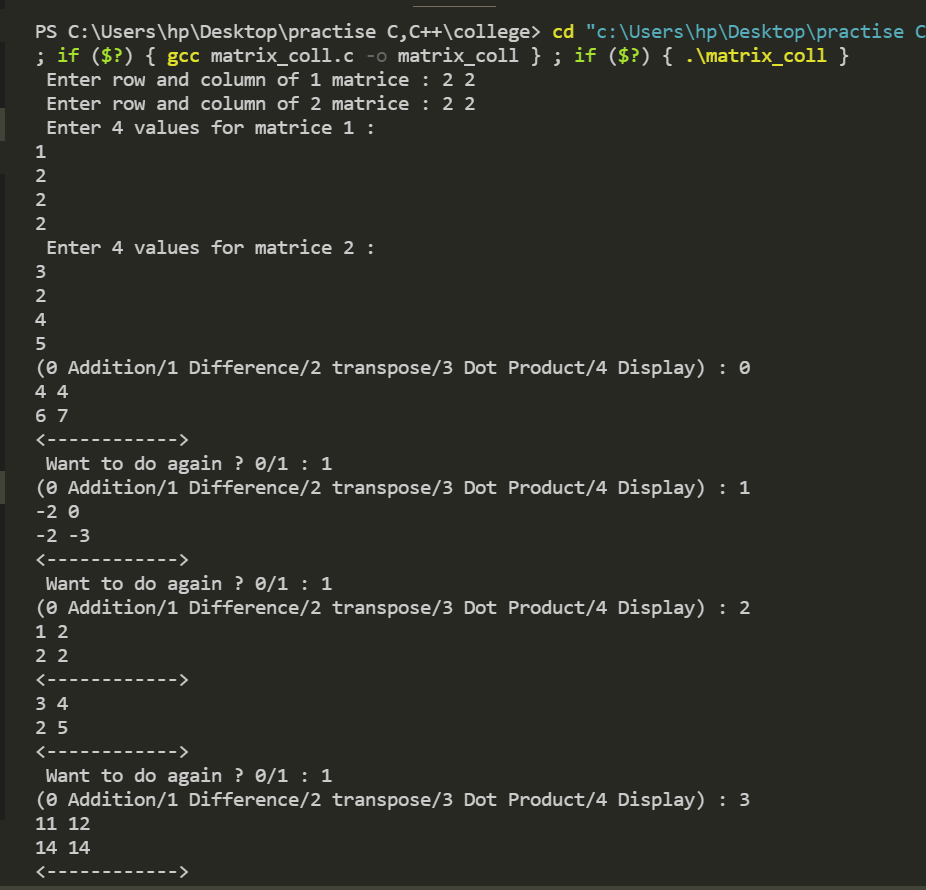 PS C:\Users\hp\Desktop\practise C,C++\college> cd "c:\Users\hp\Desktop\practise C
; if ($?) { gcc matrix_coll.c -o matrix_coll } ; if ($?) { .\matrix_coll }
Enter row and column of 1 matrice : 2 2
Enter row and column of 2 matrice : 2 2
Enter 4 values for matrice 1 :
1
2
2
2
Enter 4 values for matrice 2 :
3
2
4
5
(0 Addition/1 Difference/2 transpose/3 Dot Product/4 Display) : 0
4 4
6 7
<------------>
Want to do again ? 0/1 : 1
(0 Addition/1 Difference/2 transpose/3 Dot Product/4 Display) : 1
-2 0
-2 -3
<------------>
Want to do again ? 0/1 : 1
(0 Addition/1 Difference/2 transpose/3 Dot Product/4 Display) : 2
1 2
2 2
<------------>
3 4
2 5
<------------>
Want to do again ? 0/1 : 1
(0 Addition/1 Difference/2 transpose/3 Dot Product/4 Display) : 3
11 12
14 14
<------------>